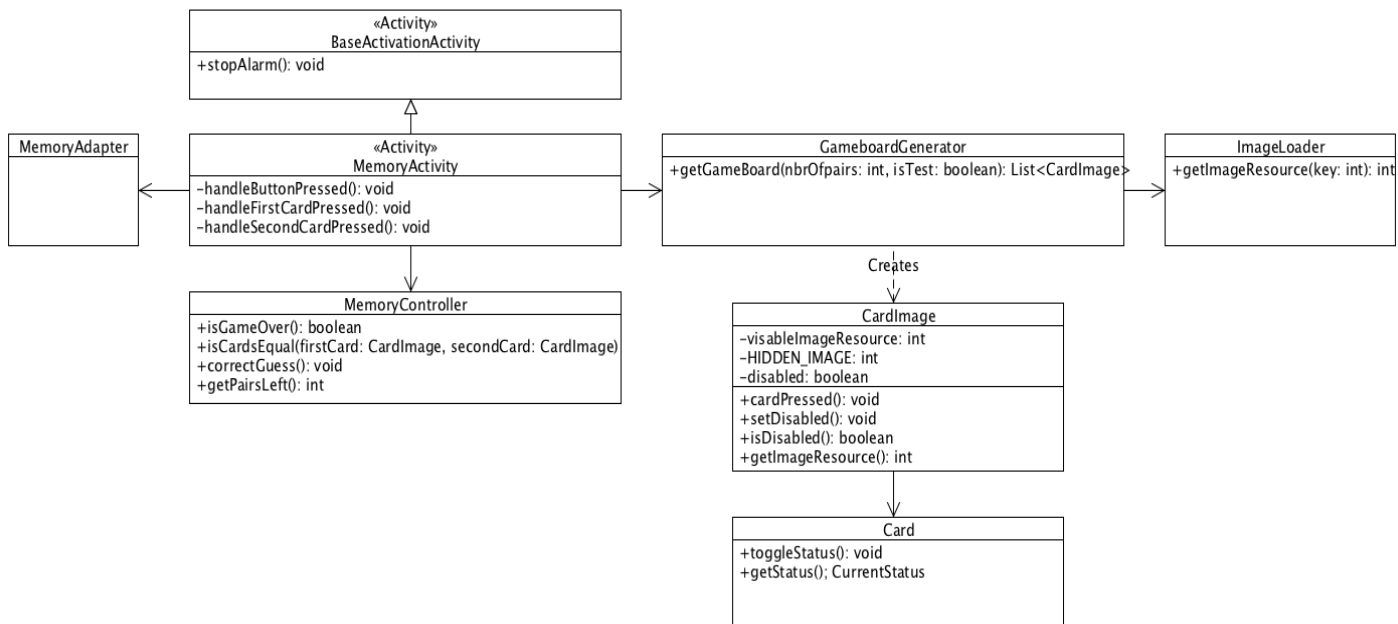 «Activity»
BaseActivationActivity
+stopAlarm(): void
MemoryAdapter
«Activity»
MemoryActivity
-handleButtonPressed(): void
-handleFirstCardPressed(): void
-handleSecondCardPressed(): void
GameboardGenerator
+getGameBoard(nbrOfpairs: int, isTest: boolean): List<CardImage>
ImageLoader
+getImageResource(key: int): int
Creates
MemoryController
+isGameOver(): boolean
+isCardsEqual(firstCard: CardImage, secondCard: CardImage)
+correctGuess(): void
+getPairsLeft(): int
CardImage
-visableImageResource: int
-HIDDEN_IMAGE: int
-disabled: boolean
+cardPressed(): void
+setDisabled(): void
+isDisabled(): boolean
+getImageResource(): int
Card
+toggleStatus(): void
+getStatus(); CurrentStatus